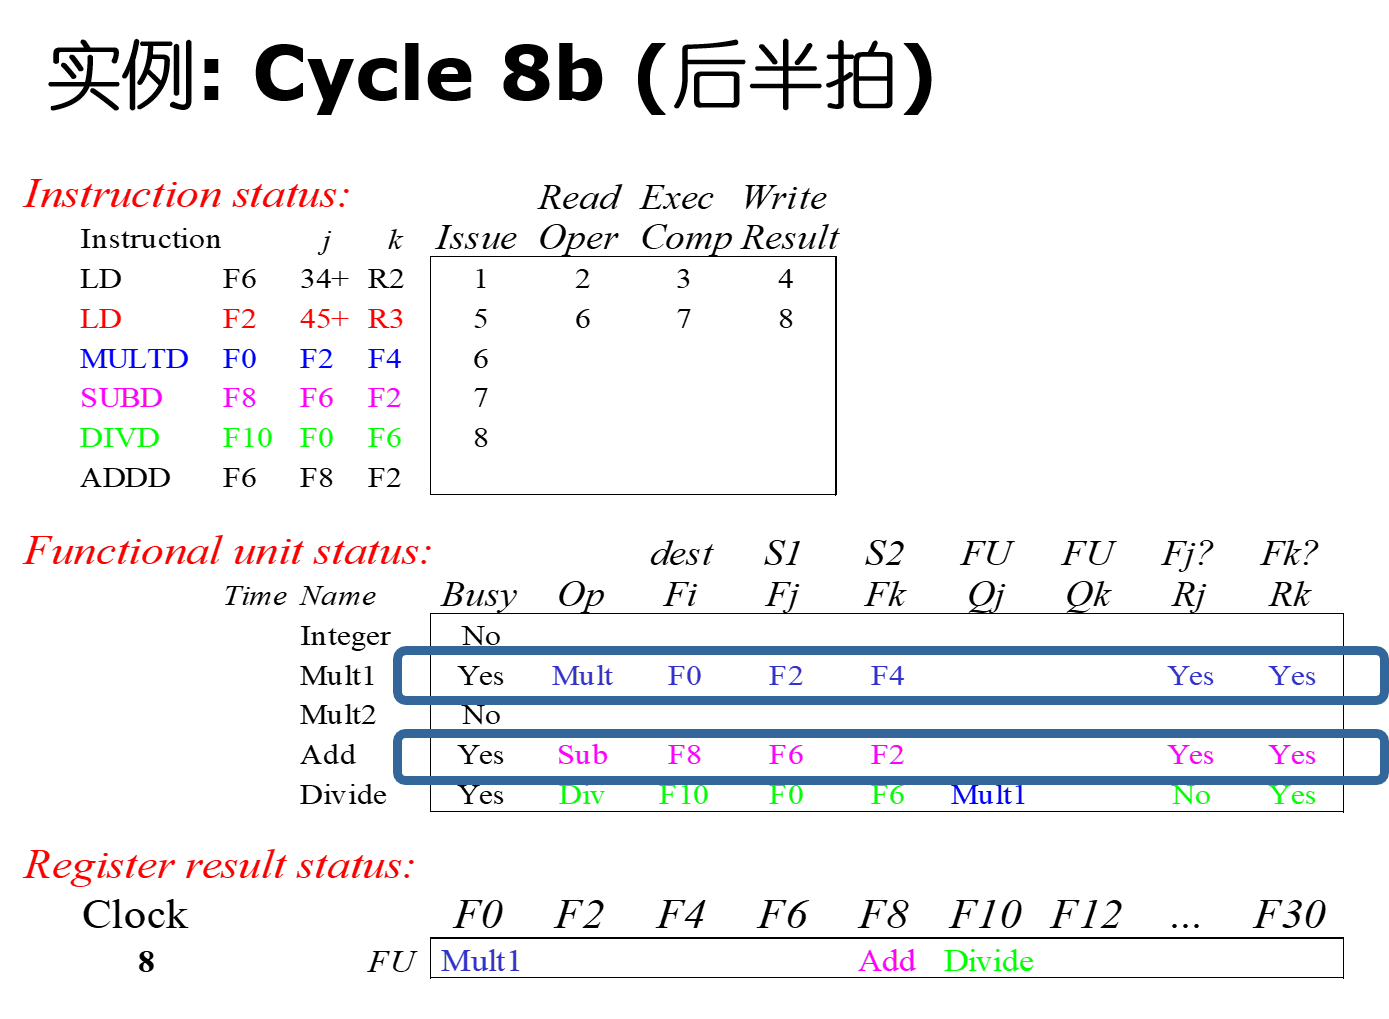 实例: Cycle 8b (后半拍)
Instruction status: Read Exec Write
Instruction j k Issue Oper Comp Result
LD F6 34+ R2 1 2 3 4
LD F2 45+ R3 5 6 7 8
MULTD F0 F2 F4 6
SUBD F8 F6 F2 7
DIVD F10 F0 F6 8
ADDD F6 F8 F2
Functional unit status: dest S1 S2 FU FU Fj? Fk?
Time Name Busy Op Fi Fj Fk Qj Qk Rj Rk
Integer No
Mult1 Yes Mult F0 F2 F4 Yes Yes
Mult2 No
Add Yes Sub F8 F6 F2 Yes Yes
Divide Yes Div F10 F0 F6 Mult1 No Yes
Register result status:
Clock F0 F2 F4 F6 F8 F10 F12 ... F30
8 FU Mult1 Add Divide